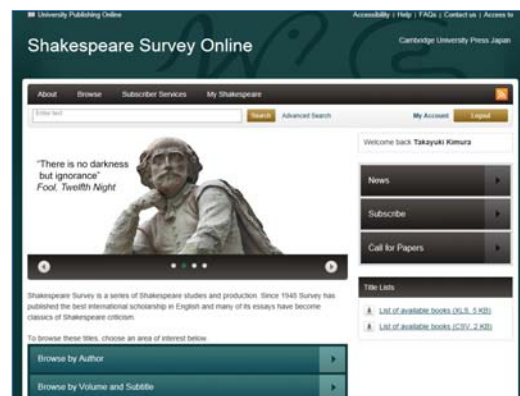 University Publishing Online
Accessibility | Help | FAQs | Contact us | Access to
Shakespeare Survey Online
Cambridge University Press Japan
About Browse Subscriber Services My Shakespeare
Enter text
Search
Advanced Search
My Account
Logout
Welcome back Takayuki Kimura
"There is no darkness
but ignorance"
Fool, Twelfth Night
News
Subscribe
Call for Papers
Shakespeare Survey is a series of Shakespeare studies and production. Since 1948 Survey has
published the best international scholarship in English and many of its essays have become
classics of Shakespeare criticism.
To browse these titles, choose an area of interest below.
Browse by Author
Browse by Volume and Subtitle
Title Lists
List of available books (XLS, 5 KB)
List of available books (CSV, 2 KB)